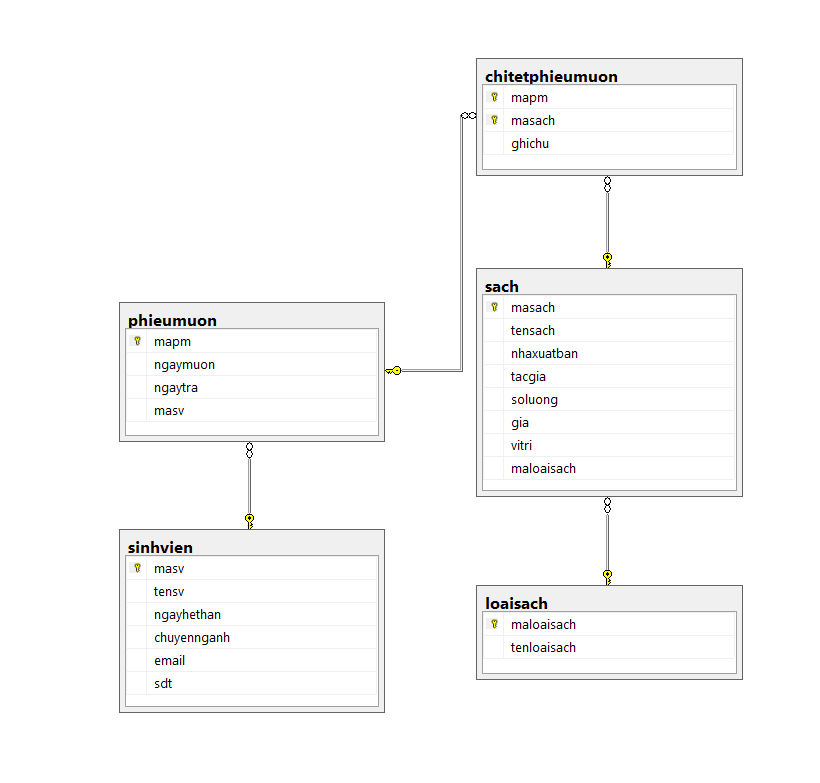 chitetphieumuon
mapm
masach
ghichu
sach
masach
tensach
nhaxuatban
tacgia
soluong
gia
vitri
maloaisach
phieumuon
mapm
ngaymuon
ngaytra
masv
sinhvien
masv
tensv
ngayhethan
chuyennganh
email
sdt
loaisach
maloaisach
tenloaisach